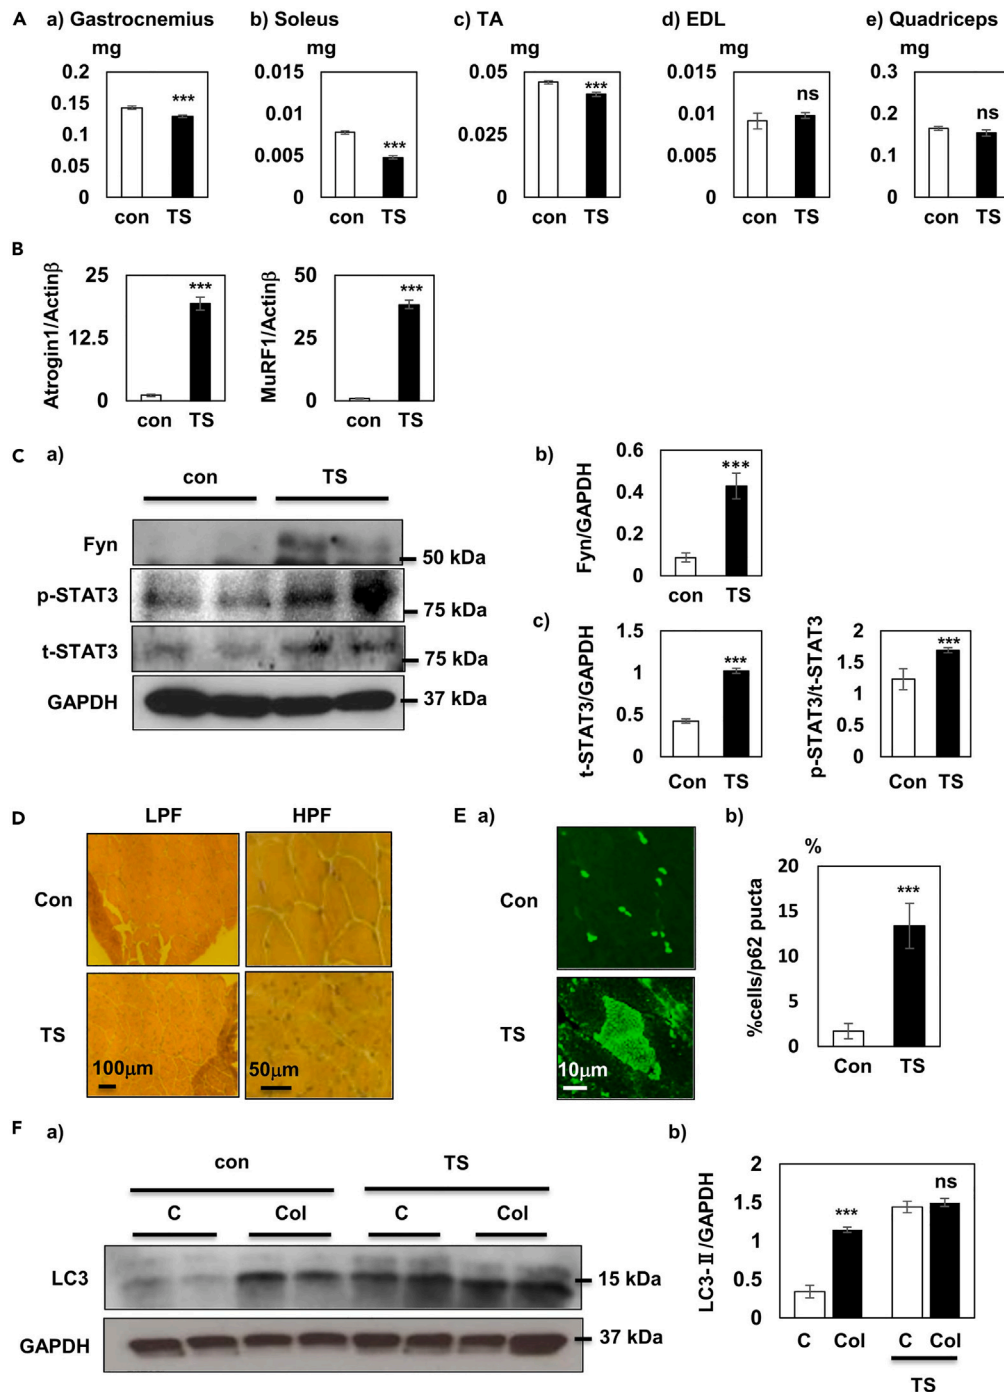 A a) Gastrocnemius b) Soleus c) TA d) EDL e) Quadriceps
mg mg mg mg mg
0.2 0.015 0.05 0.015 0.3
0.15 *** 0.01 *** 0.025 *** 0.01 ns 0.2 ns
0.1 0.005 0.005 0.1
0.05
0 0 0 0 0
con TS con TS con TS con TS con TS
B
Atrogin1/Actinβ 25 12.5 0 *** con TS
MuRF1/Actinβ 50 25 0 *** con TS
C a)
con TS
Fyn 50 kDa
p-STAT3 75 kDa
t-STAT3 75 kDa
GAPDH 37 kDa
b)
Fyn/GAPDH 0.6 0.4 0.2 0 *** con TS
c)
t-STAT3/GAPDH 1.5 1 0.5 0 *** Con TS
p-STAT3/t-STAT3 2 1.5 1 0.5 0 *** Con TS
D LPF HPF
Con
TS 100μm 50μm
E a)
Con
TS 10μm
b)
%
%cells/p62 pucta 20 15 10 5 0 *** Con TS
F a)
con TS
C Col C Col
LC3 15 kDa
GAPDH 37 kDa
b)
LC3-II/GAPDH 2 1.5 1 0.5 0 *** ns
C Col C Col
TS